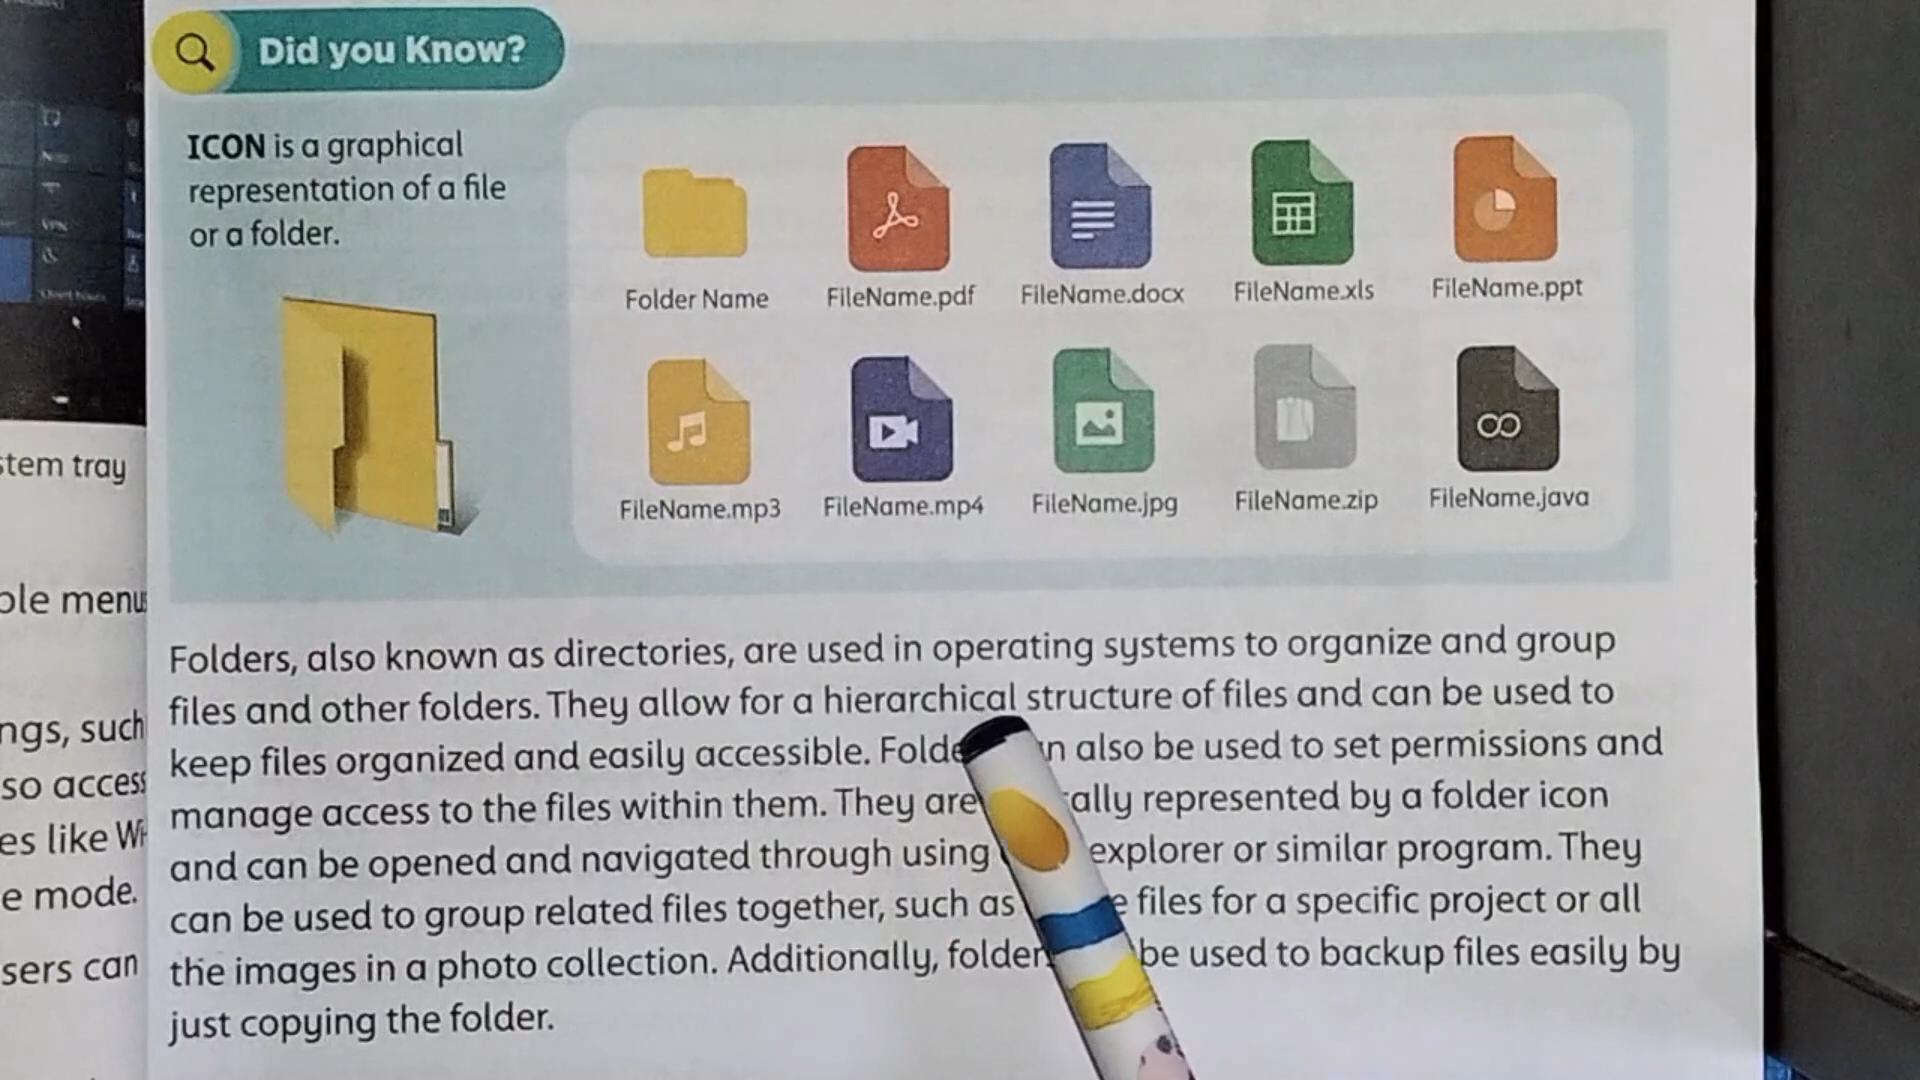 Did you Know?
ICON is a graphical
representation of a file
or a folder.
Folder Name
FileName.pdf
FileName.docx
FileName.xls
FileName.ppt
FileName.mp3
FileName.mp4
FileName.jpg
FileName.zip
FileName.java
stem tray
ble menus
ngs, such
so access
es like Wi
e mode.
sers can
Folders, also known as directories, are used in operating systems to organize and group
files and other folders. They allow for a hierarchical structure of files and can be used to
keep files organized and easily accessible. Folde n also be used to set permissions and
manage access to the files within them. They are ally represented by a folder icon
and can be opened and navigated through using explorer or similar program. They
can be used to group related files together, such as e files for a specific project or all
the images in a photo collection. Additionally, folder be used to backup files easily by
just copying the folder.